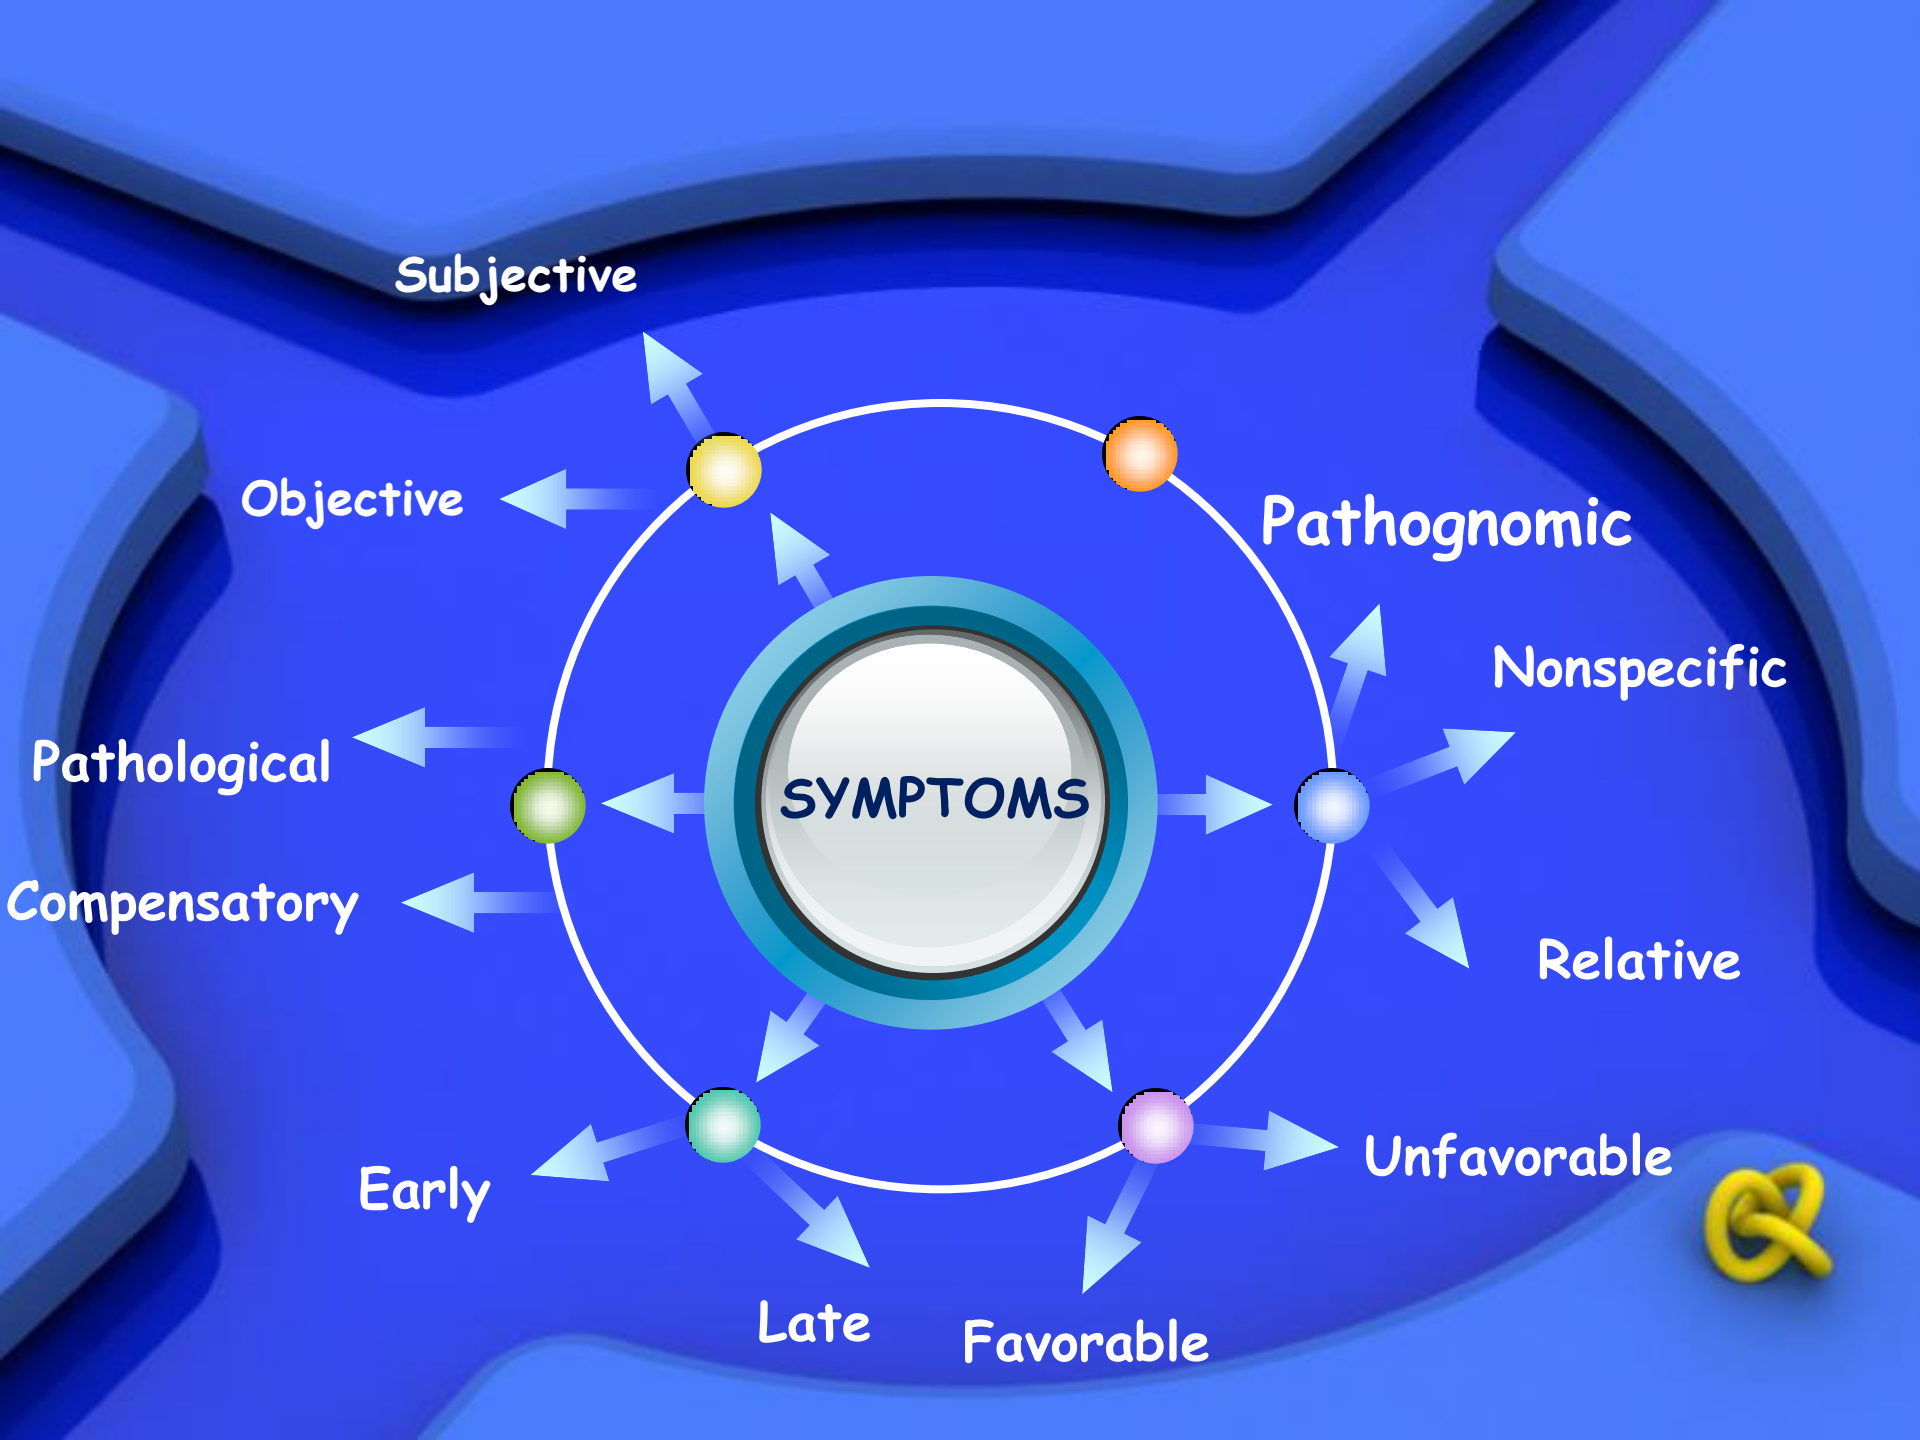 Subjective
Objective
Pathognomic
Nonspecific
Pathological
SYMPTOMS
Compensatory
Relative
Unfavorable
Early
Late
Favorable